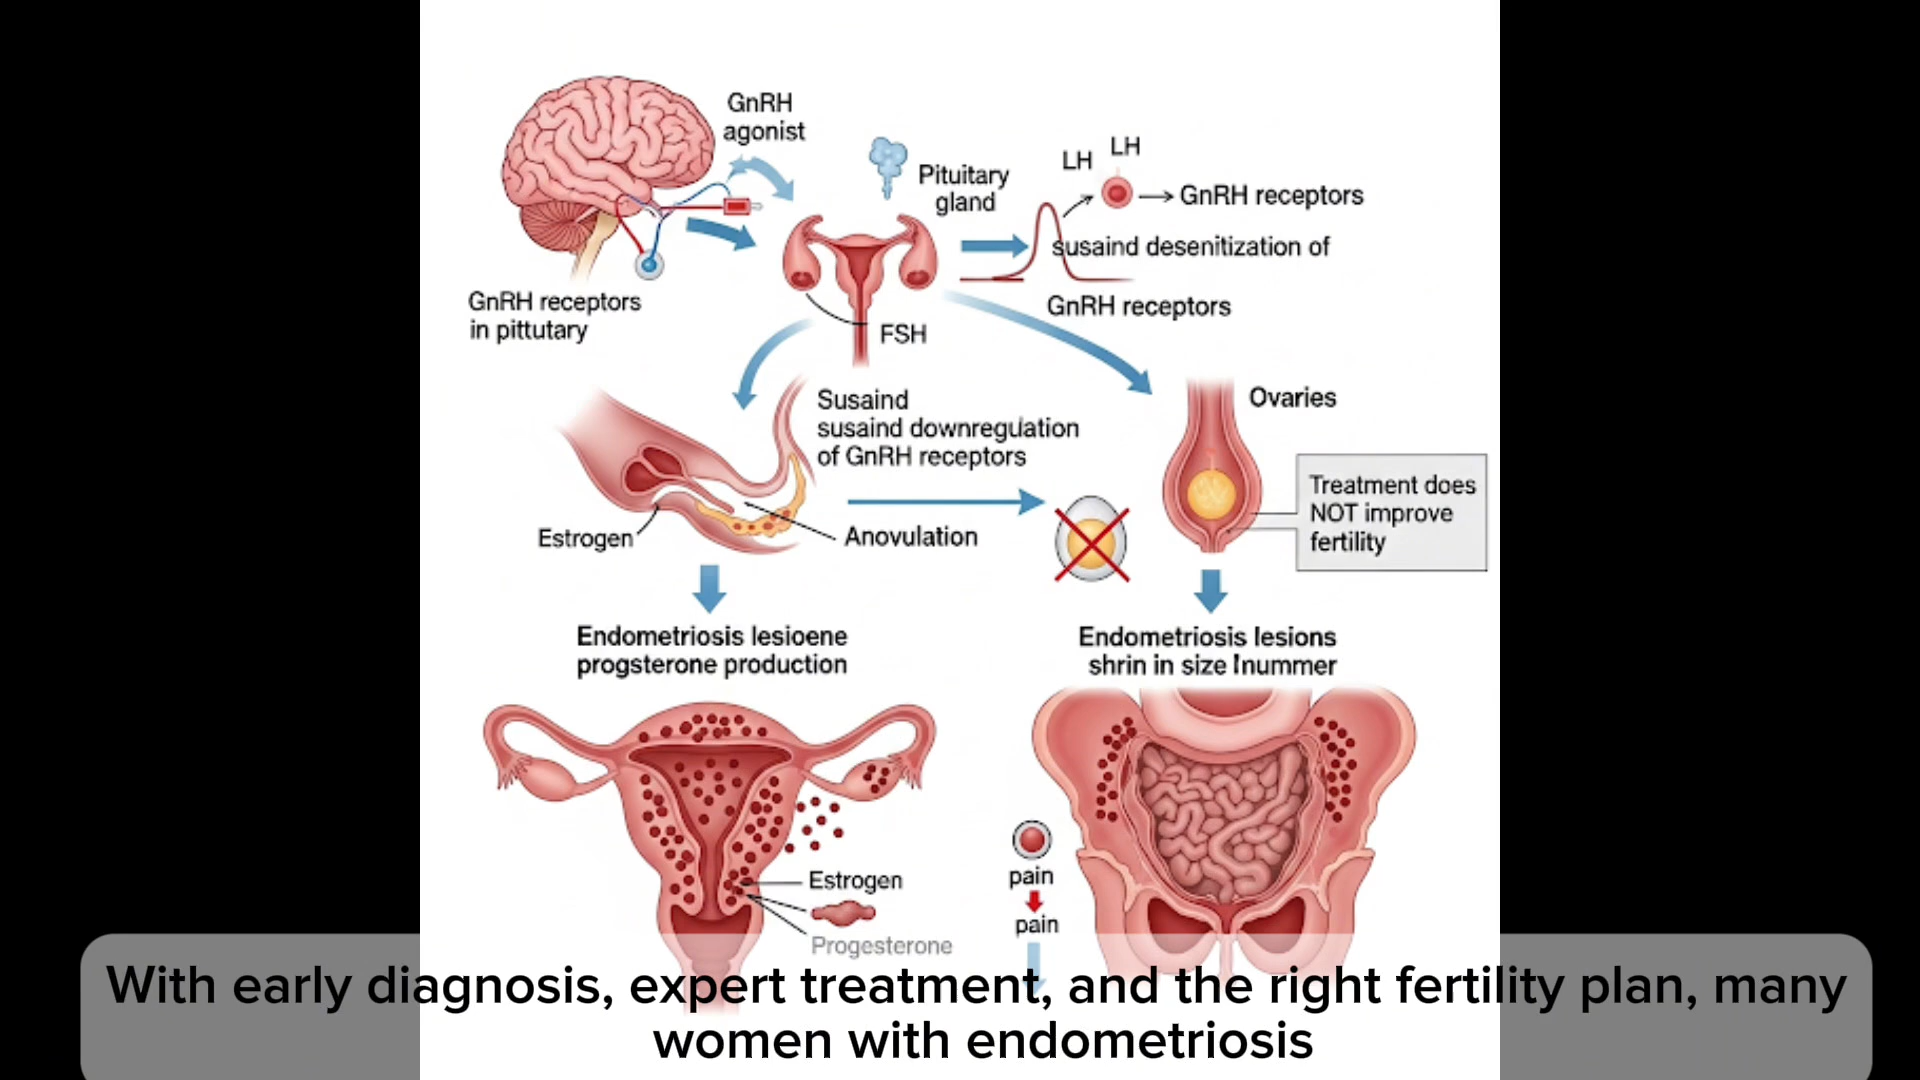 GnRH
agonist
LH
LH
Pituitary
gland
GnRH receptors
susaind desenitization of
GnRH receptors
GnRH receptors
in pittutary
FSH
Susaind
susaind downregulation
of GnRH receptors
Ovaries
Treatment does
NOT improve
fertility
Estrogen
Anovulation
Endometriosis lesioene
progsterone production
Endometriosis lesions
shrin in size Inummer
Estrogen
Progesterone
pain
pain
With early diagnosis, expert treatment, and the right fertility plan, many
women with endometriosis